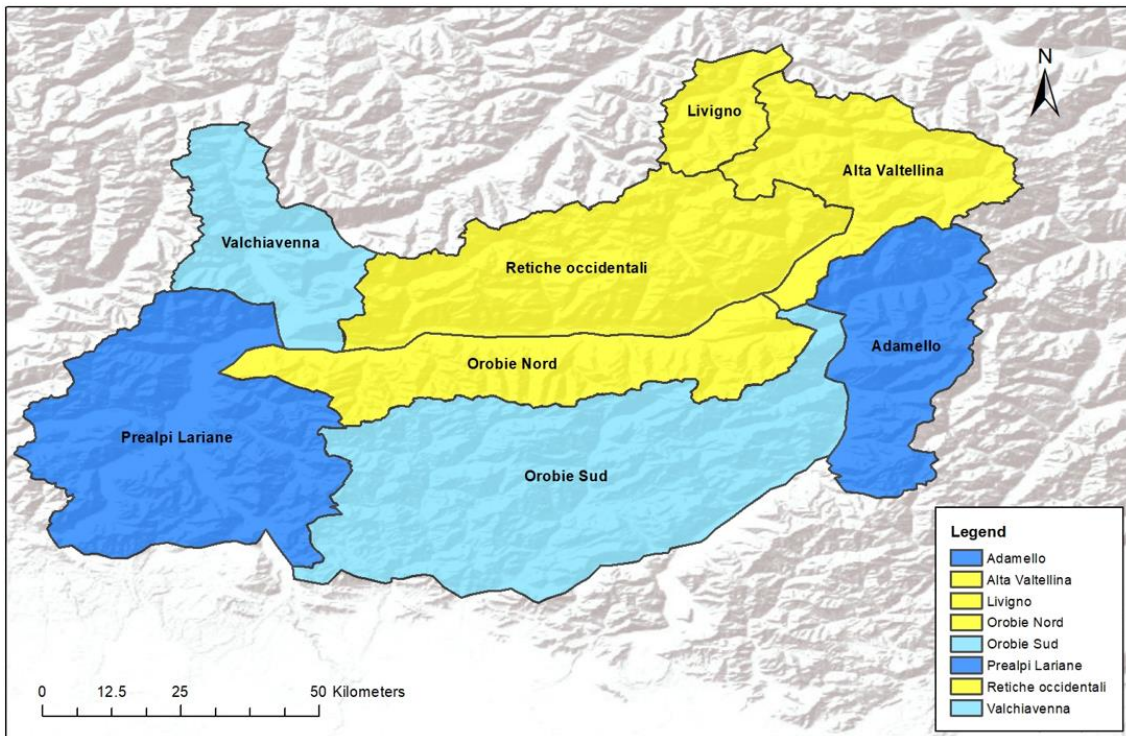 N
Livigno
Alta Valtellina
Valchiavenna
Retiche occidentali
Adamello
Orobie Nord
Prealpi Lariane
Orobie Sud
Legend
Adamello
Alta Valtellina
Livigno
Orobie Nord
Orobie Sud
Prealpi Lariane
Retiche occidentali
Valchiavenna
0 12.5 25 50 Kilometers